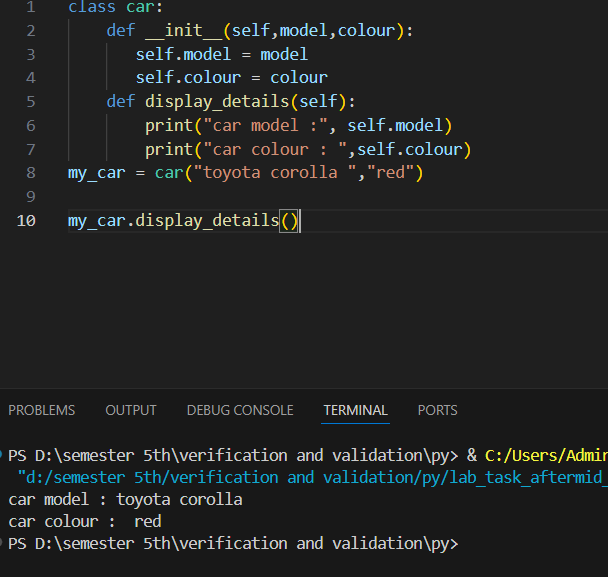 1 class car:
2 def __init__(self,model,colour):
3 self.model = model
4 self.colour = colour
5 def display_details(self):
6 print("car model :", self.model)
7 print("car colour : ",self.colour)
8 my_car = car("toyota corolla ","red")
9
10 my_car.display_details()
PROBLEMS OUTPUT DEBUG CONSOLE TERMINAL PORTS
PS D:\semester 5th\verification and validation\py> & C:/Users/Admin
"d:/semester 5th/verification and validation/py/lab_task_aftermid_
car model : toyota corolla
car colour :  red
PS D:\semester 5th\verification and validation\py>